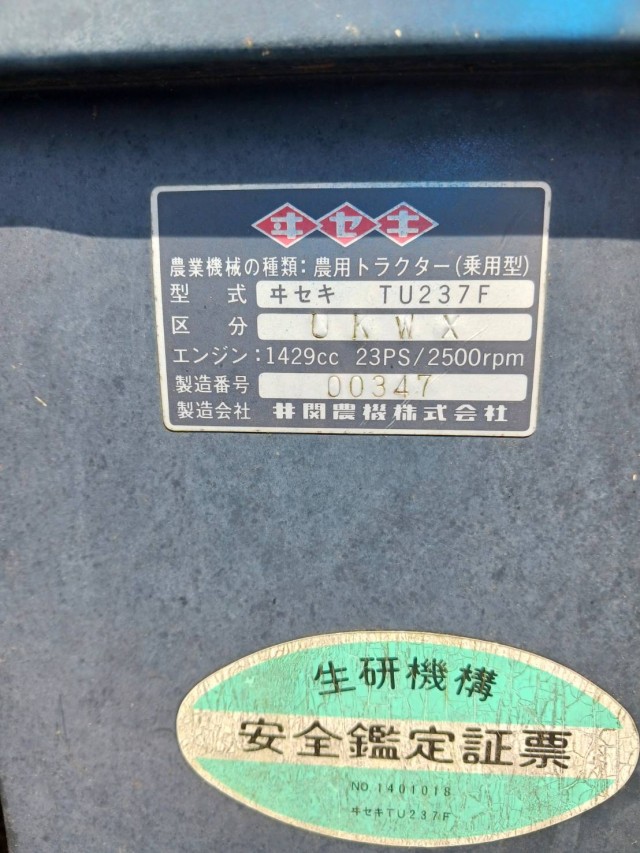 ヰセキ
農業機械の種類：農用トラクター（乗用型）
型式 ヰセキ TU237F
区分 UKWX
エンジン：1429cc 23PS/2500rpm
製造番号 00347
製造会社 井関農機株式会社
生研機構
安全鑑定証票
NO.1401018
ヰセキTU237F